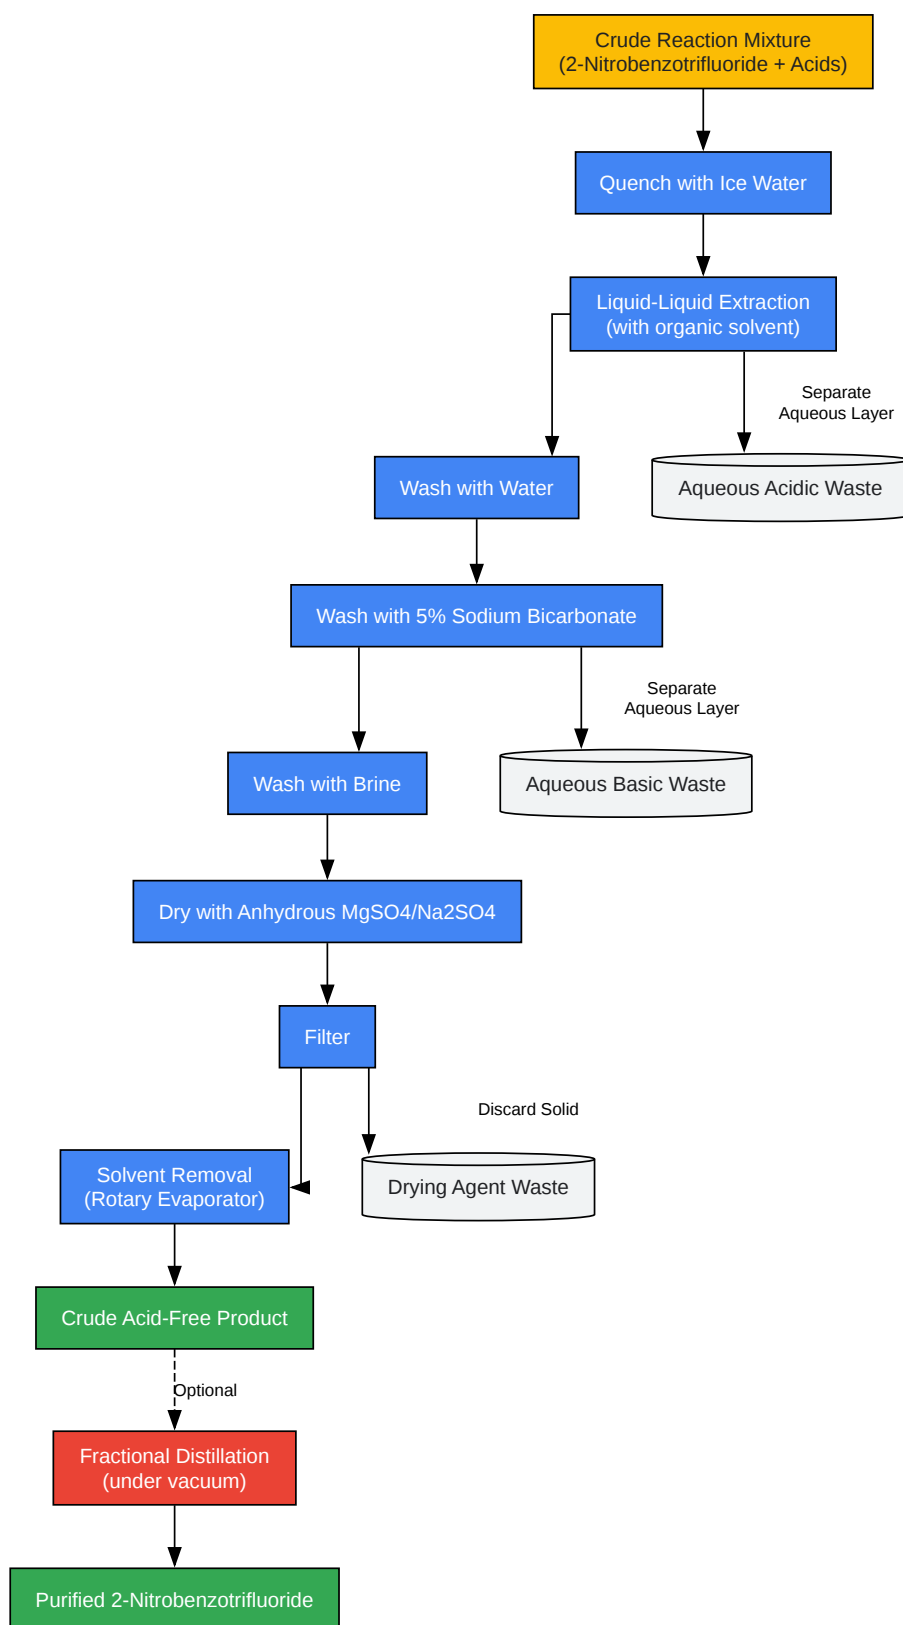 Crude Reaction Mixture
(2-Nitrobenzotrifluoride + Acids)
Quench with Ice Water
Liquid-Liquid Extraction
(with organic solvent)
Separate
Aqueous Layer
Wash with Water
Aqueous Acidic Waste
Wash with 5% Sodium Bicarbonate
Separate
Aqueous Layer
Wash with Brine
Aqueous Basic Waste
Dry with Anhydrous MgSO4/Na2SO4
Filter
Discard Solid
Solvent Removal
(Rotary Evaporator)
Drying Agent Waste
Crude Acid-Free Product
Optional
Fractional Distillation
(under vacuum)
Purified 2-Nitrobenzotrifluoride